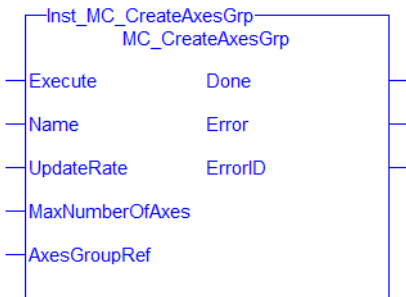 Inst_MC_CreateAxesGrp
MC_CreateAxesGrp
Execute Done
Name Error
UpdateRate ErrorID
MaxNumberOfAxes
AxesGroupRef